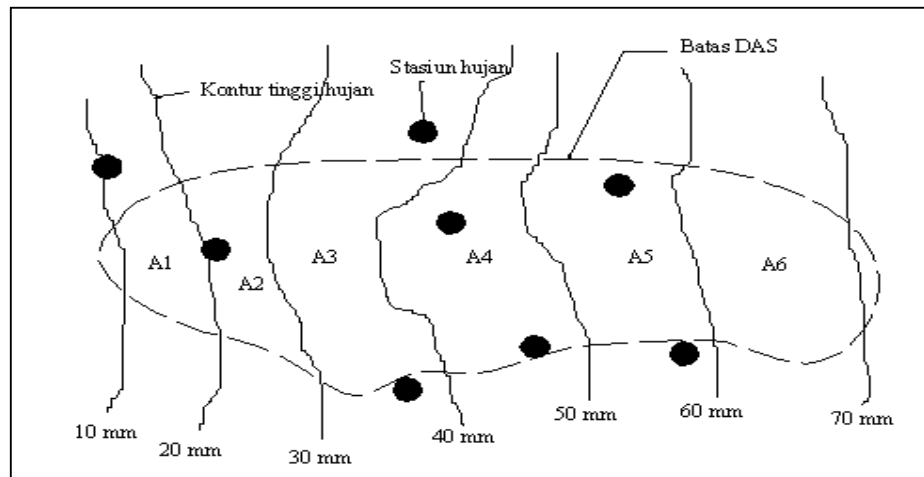 Batas DAS
Stasiun hujan
Kontur tinggi hujan
A1
A2
A3
A4
A5
A6
10 mm
20 mm
30 mm
40 mm
50 mm
60 mm
70 mm